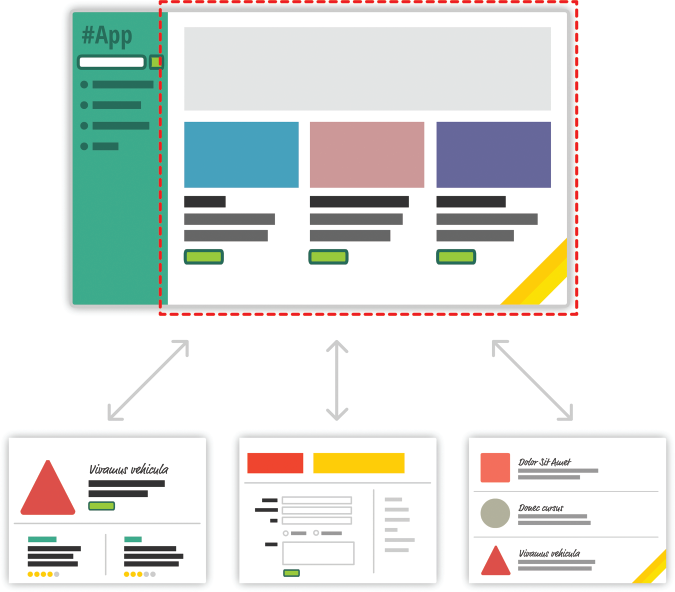 #App
Vivamus vehicula
Dolor Sit Amet
Donec cursus
Vivamus vehicula